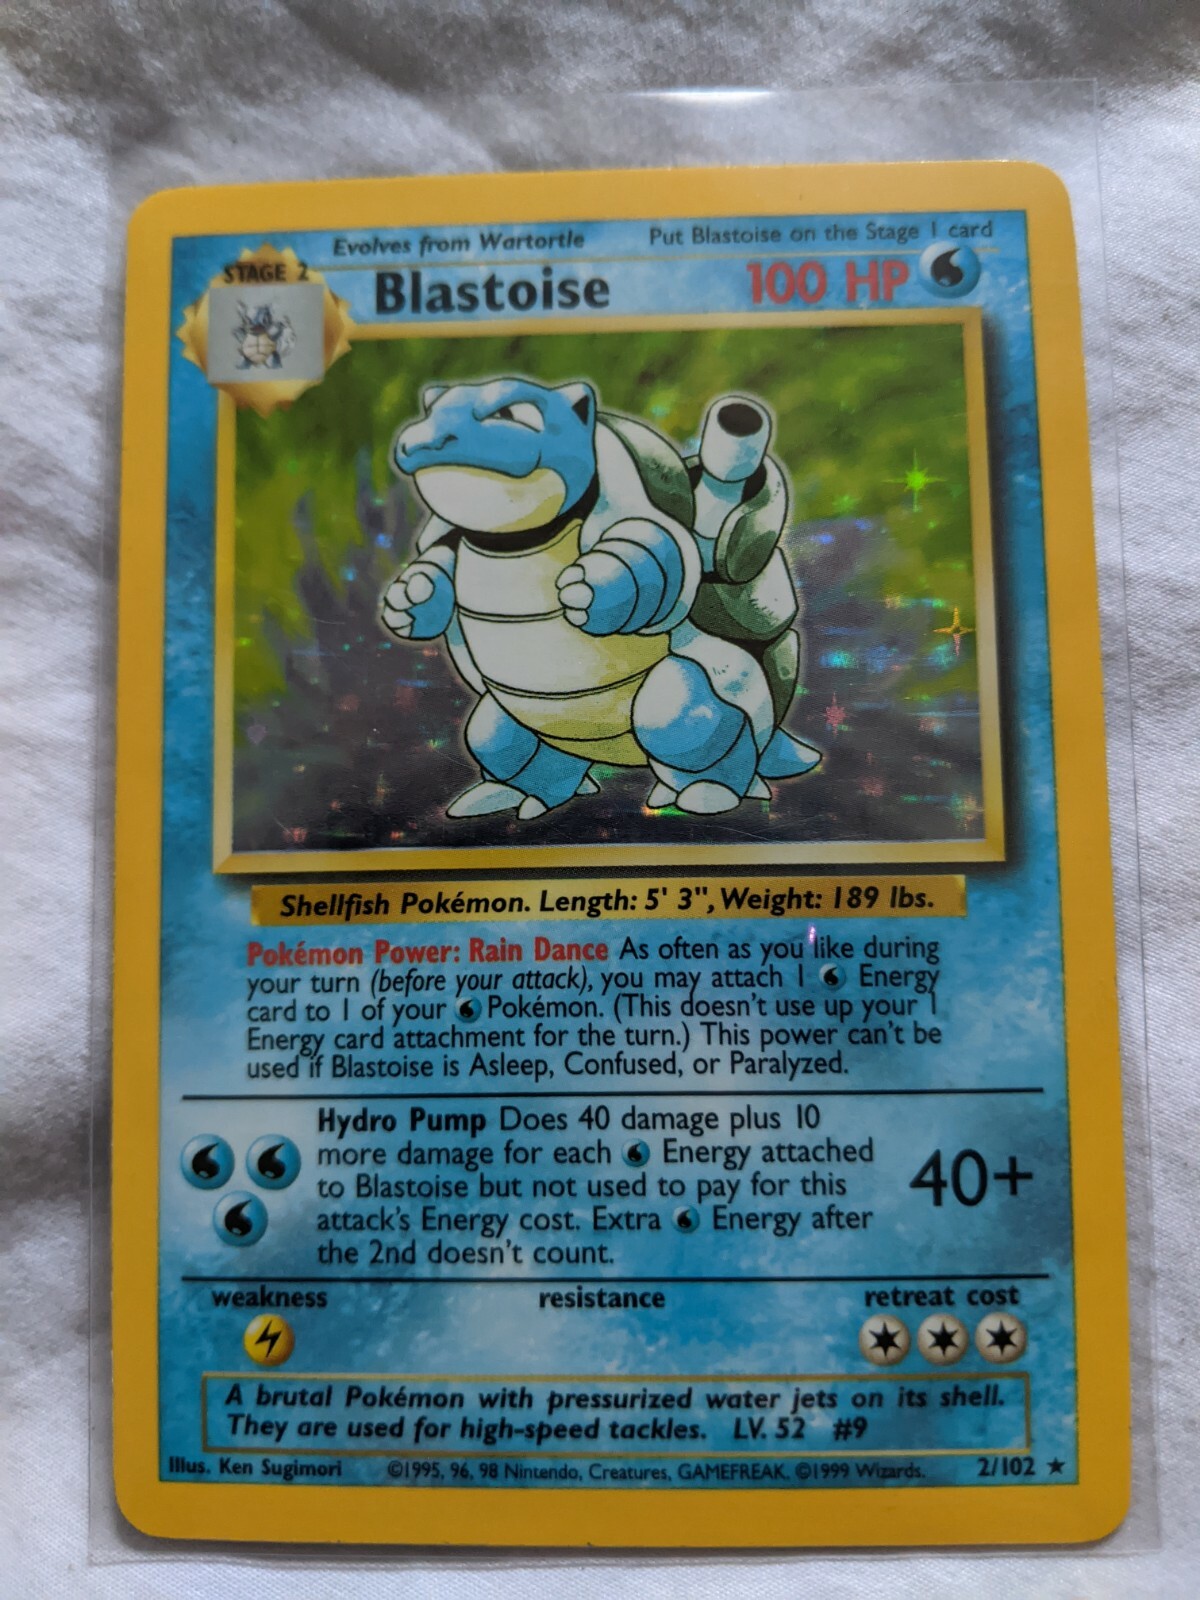 Evolves from Wartortle
Put Blastoise on the Stage 1 card
STAGE 2
Blastoise
100 HP
Shellfish Pokémon. Length: 5' 3", Weight: 189 lbs.
Pokémon Power: Rain Dance As often as you like during
your turn (before your attack), you may attach 1 Energy
card to 1 of your Pokémon. (This doesn't use up your 1
Energy card attachment for the turn.) This power can't be
used if Blastoise is Asleep, Confused, or Paralyzed.
Hydro Pump Does 40 damage plus 10
more damage for each Energy attached
to Blastoise but not used to pay for this
attack's Energy cost. Extra Energy after
the 2nd doesn't count.
40+
weakness
resistance
retreat cost
A brutal Pokémon with pressurized water jets on its shell.
They are used for high-speed tackles. LV. 52 #9
Illus. Ken Sugimori
©1995, 96, 98 Nintendo, Creatures, GAMEFREAK. ©1999 Wizards.
2/102 ★